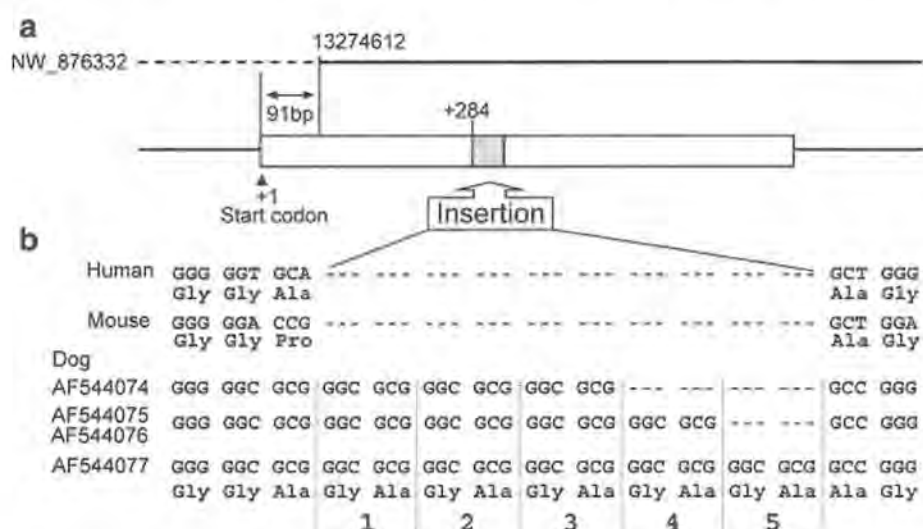 a
13274612
NW_876332
91bp
+284
+1
Start codon
Insertion
b
Human GGG GGT GCA --- --- --- --- --- --- --- --- --- --- GCT GGG
Gly Gly Ala Ala Gly
Mouse GGG GGA CCG --- --- --- --- --- --- --- --- --- --- GCT GGA
Gly Gly Pro Ala Gly
Dog
AF544074 GGG GGC GCG GGC GCG GGC GCG GGC GCG --- --- --- --- GCC GGG
AF544075
AF544076 GGG GGC GCG GGC GCG GGC GCG GGC GCG GGC GCG --- --- GCC GGG
AF544077 GGG GGC GCG GGC GCG GGC GCG GGC GCG GGC GCG GGC GCG GCC GGG
Gly Gly Ala Gly Ala Gly Ala Gly Ala Gly Ala Gly Ala Ala Gly
1 2 3 4 5